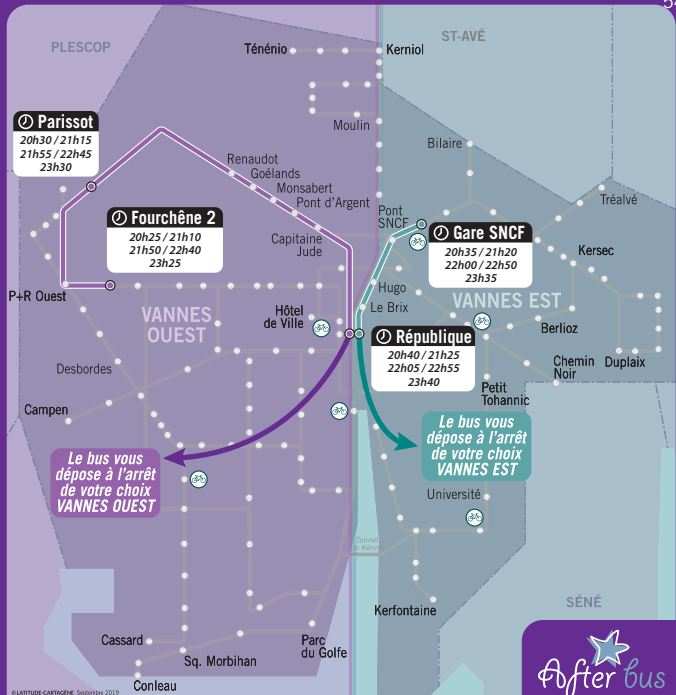 54
PLESCOP
ST-AVÉ
Ténénio
Kerniol
Parissot
20h30 / 21h15
21h55 / 22h45
23h30
Moulin
Bilaire
Renaudot
Goélands
Monsabert
Pont d'Argent
Tréalvé
Fourchêne 2
20h25 / 21h10
21h50 / 22h40
23h25
Pont
SNCF
Capitaine
Jude
Gare SNCF
20h35 / 21h20
22h00 / 22h50
23h35
Kersec
P+R Ouest
Hugo
Le Brix
VANNES
OUEST
VANNES EST
Hôtel
de Ville
Berlioz
République
20h40 / 21h25
22h05 / 22h55
23h40
Desbordes
Chemin
Noir
Duplaix
Petit
Tohannic
Campen
Le bus vous
dépose à l'arrêt
de votre choix
VANNES EST
Le bus vous
dépose à l'arrêt
de votre choix
VANNES OUEST
Université
Tunnel
de Kérino
SÉNÉ
Kerfontaine
Cassard
Sq. Morbihan
Parc
du Golfe
Conleau
After bus
© LATITUDE-CARTAGÈNE Septembre 2019